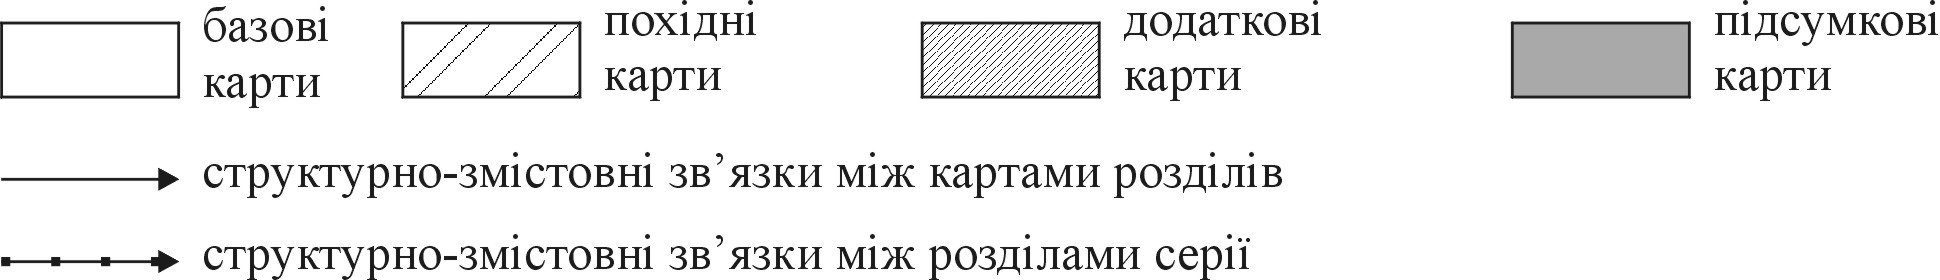 базові
карти
похідні
карти
додаткові
карти
підсумкові
карти
структурно-змістовні зв’язки між картами розділів
структурно-змістовні зв’язки між розділами серії